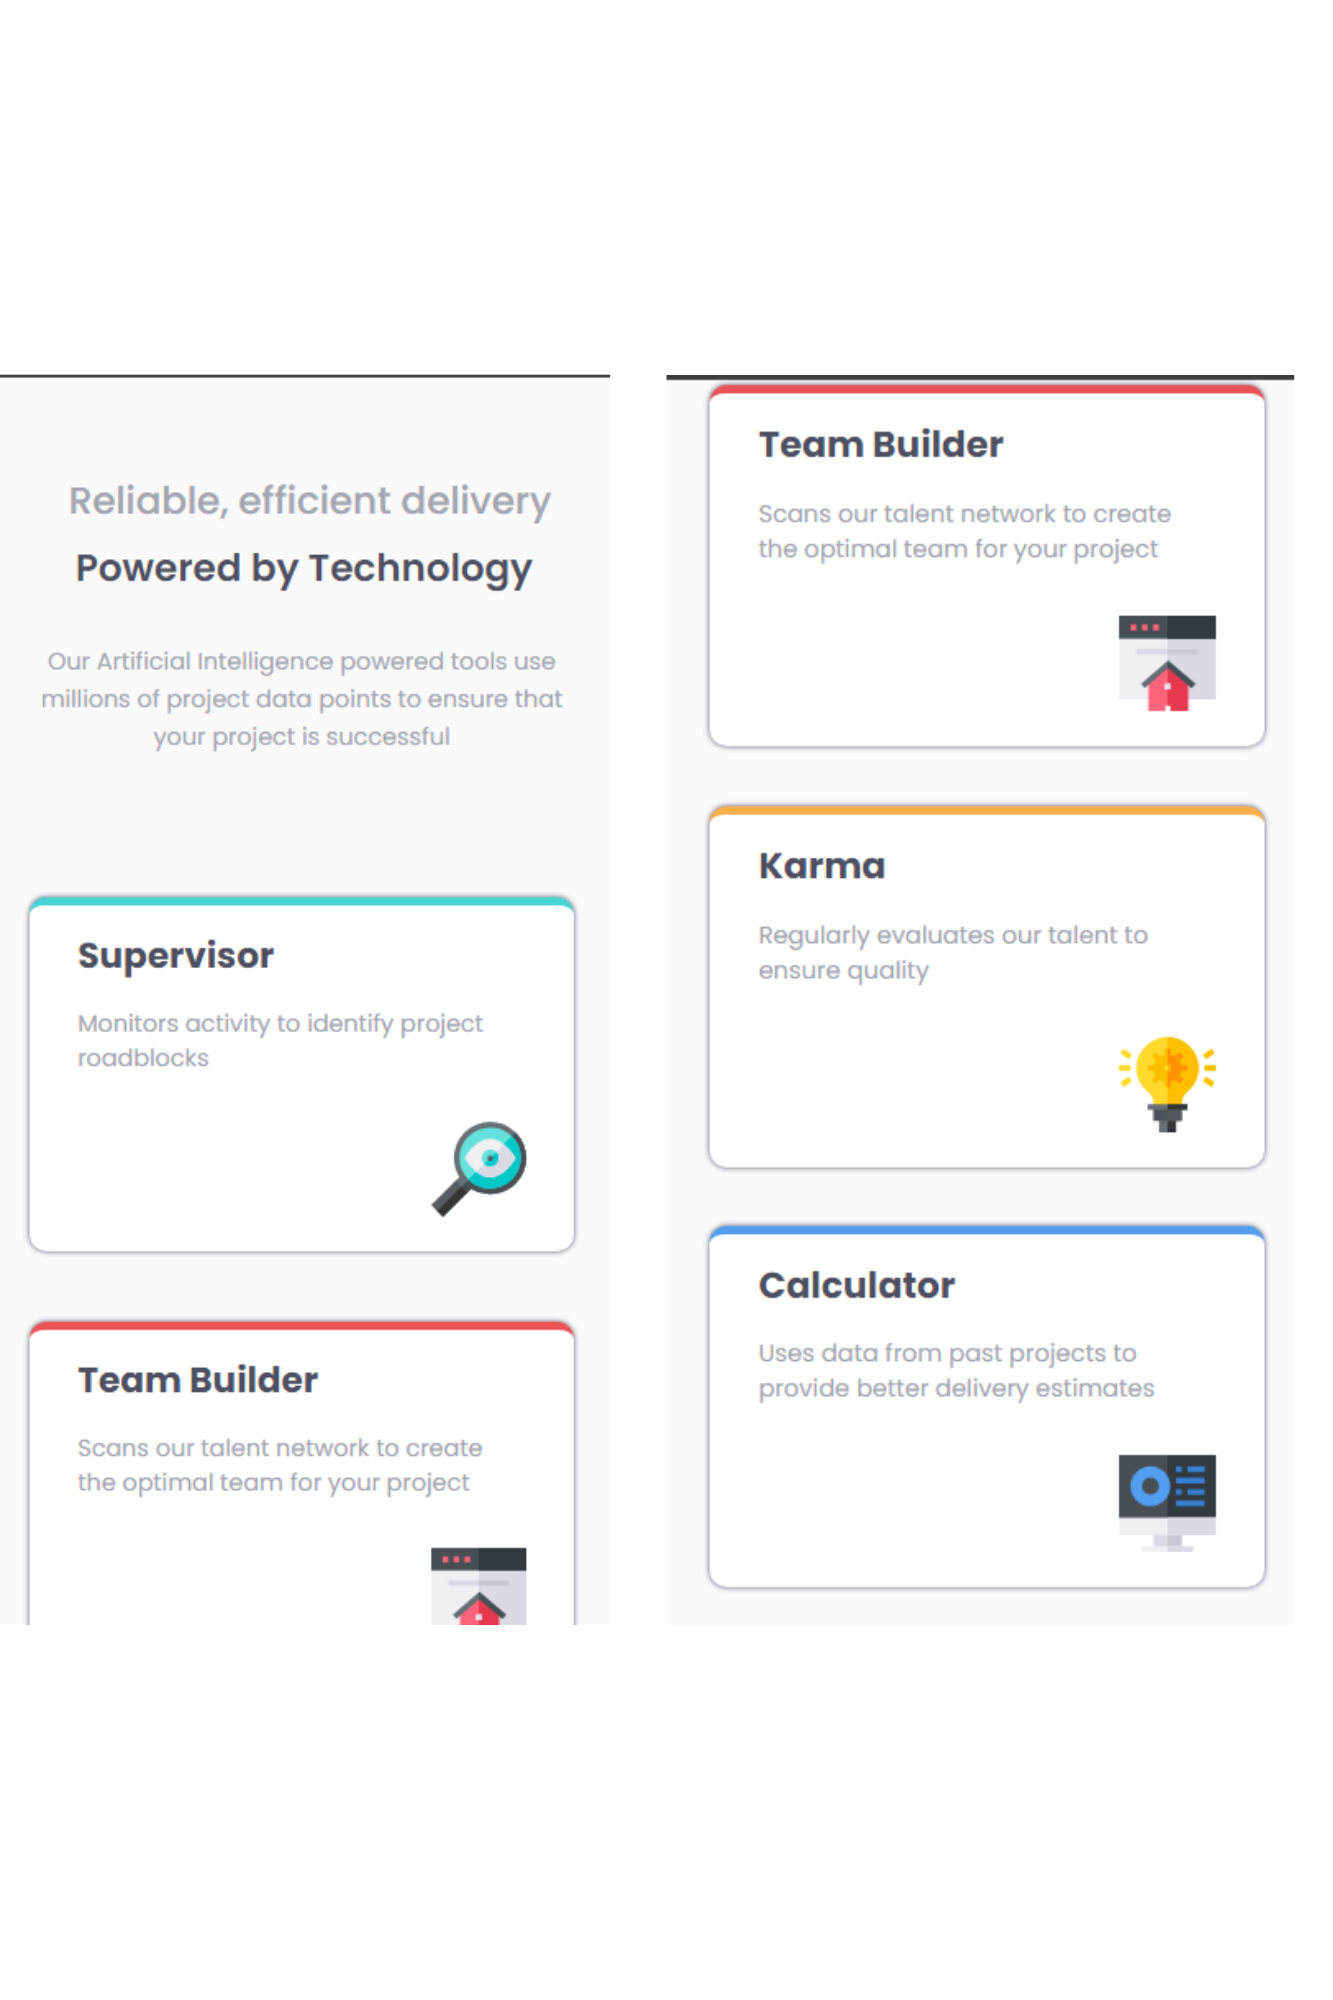 Reliable, efficient delivery
Powered by Technology
Our Artificial Intelligence powered tools use
millions of project data points to ensure that
your project is successful
Supervisor
Monitors activity to identify project
roadblocks
Team Builder
Scans our talent network to create
the optimal team for your project
Team Builder
Scans our talent network to create
the optimal team for your project
Karma
Regularly evaluates our talent to
ensure quality
Calculator
Uses data from past projects to
provide better delivery estimates